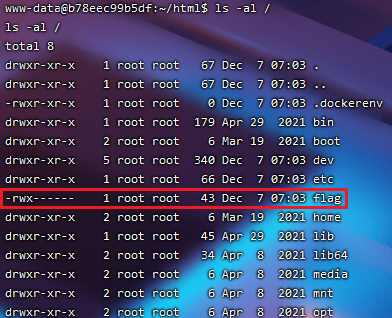 www-data@b78eec99b5df:~/html$ ls -al /
ls -al /
total 8
drwxr-xr-x 1 root root 67 Dec 7 07:03 .
drwxr-xr-x 1 root root 67 Dec 7 07:03 ..
-rwxr-xr-x 1 root root 0 Dec 7 07:03 .dockerenv
drwxr-xr-x 1 root root 179 Apr 29 2021 bin
drwxr-xr-x 2 root root 6 Mar 19 2021 boot
drwxr-xr-x 5 root root 340 Dec 7 07:03 dev
drwxr-xr-x 1 root root 66 Dec 7 07:03 etc
-rwx------ 1 root root 43 Dec 7 07:03 flag
drwxr-xr-x 2 root root 6 Mar 19 2021 home
drwxr-xr-x 1 root root 45 Apr 29 2021 lib
drwxr-xr-x 2 root root 34 Apr 8 2021 lib64
drwxr-xr-x 2 root root 6 Apr 8 2021 media
drwxr-xr-x 2 root root 6 Apr 8 2021 mnt
drwxr-xr-x 2 root root 6 Apr 8 2021 opt